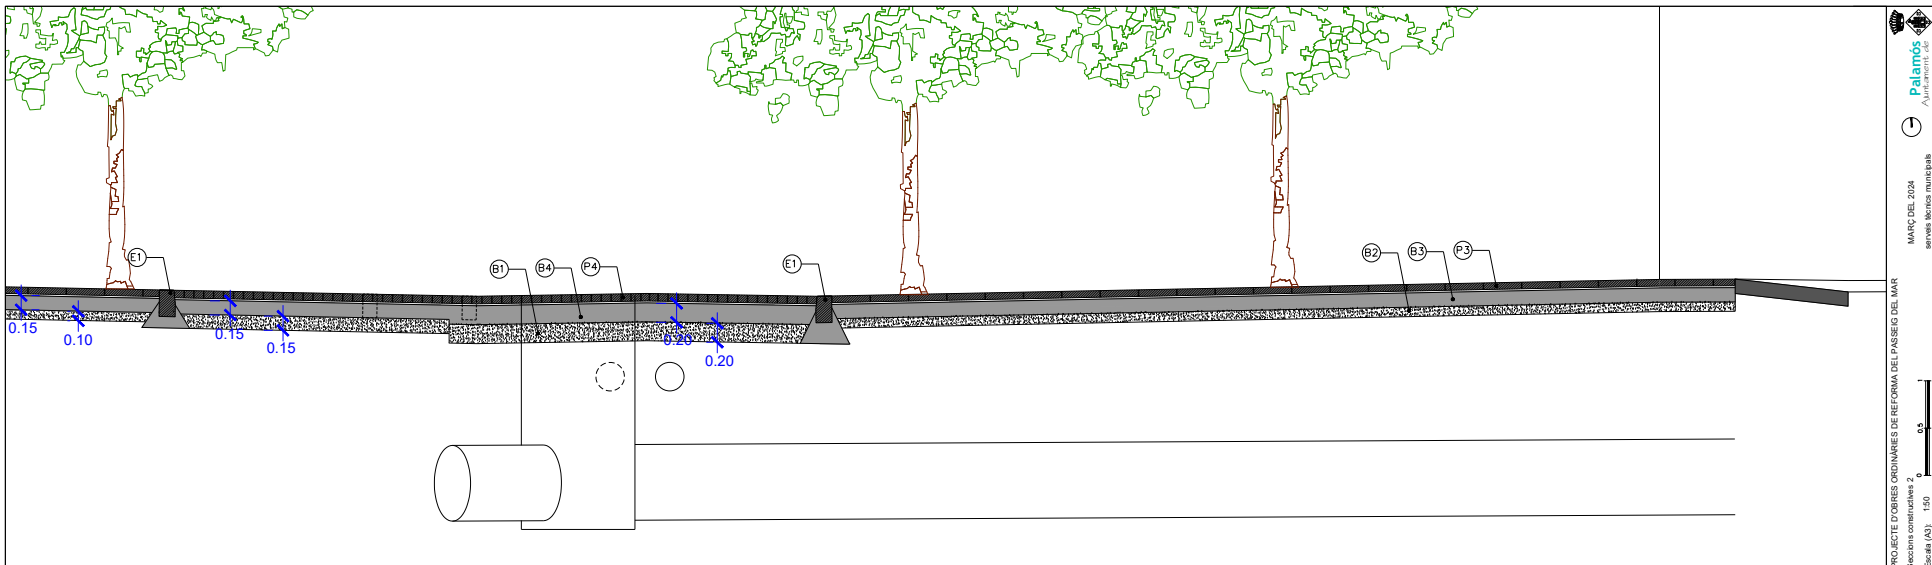 E1
B1
B4
P4
E1
B2
B3
P3
0.15
0.10
0.15
0.15
0.20
0.20
Palamós
Ajuntament de
MARÇ DEL 2024
serveis tècnics municipals
PROJECTE D'OBRES ORDINÀRIES DE REFORMA DEL PASSEIG DEL MAR
Seccions constructives 2
Escala (A3): 1:50
0 0.5 1